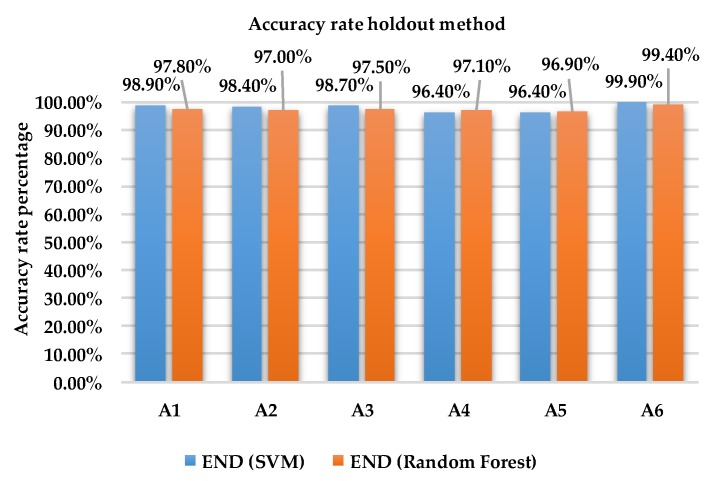 Accuracy rate holdout method
97.80% 97.00% 97.50% 97.10% 96.90% 99.40%
98.90% 98.40% 98.70% 96.40% 96.40% 99.90%
Accuracy rate percentage
100.00%
90.00%
80.00%
70.00%
60.00%
50.00%
40.00%
30.00%
20.00%
10.00%
0.00%
A1 A2 A3 A4 A5 A6
END (SVM) END (Random Forest)